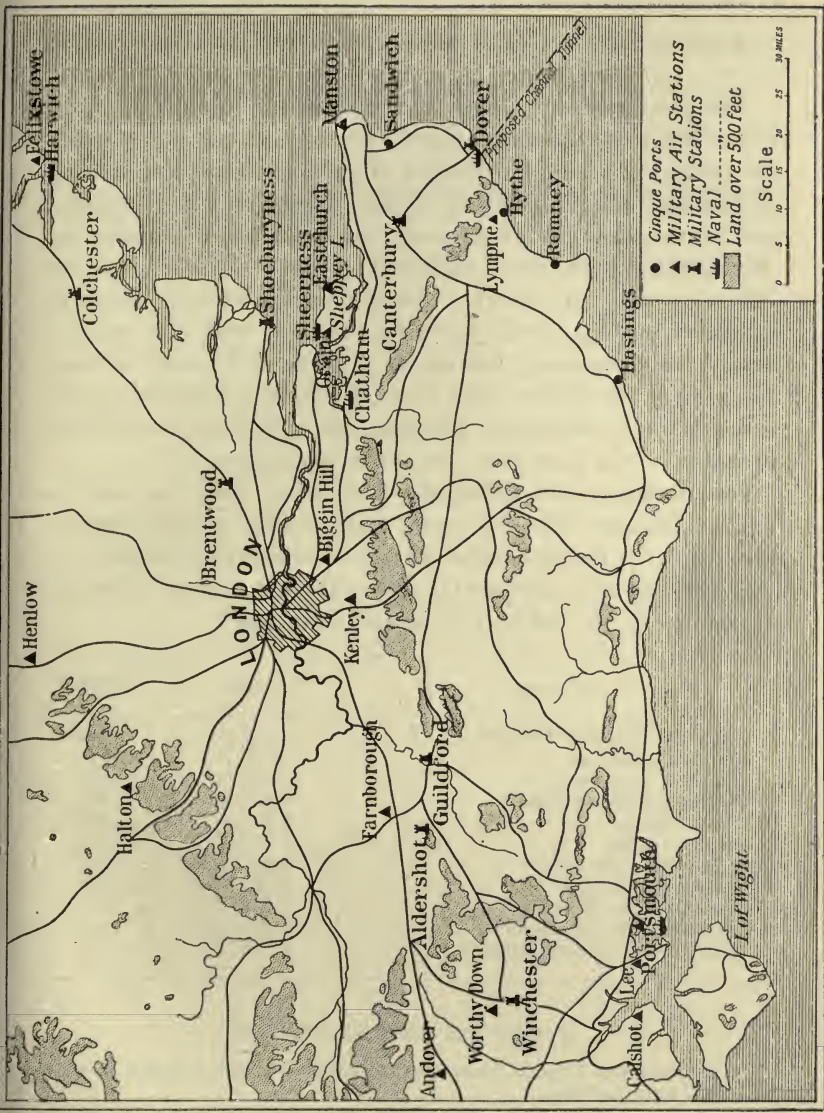 Felixstowe
Harwich
Colchester
Manston
Sandwich
Dover
Proposed Channel Tunnel
Shoeburyness
Sheerness
Eastchurch
Grain
Sheppey I.
Canterbury
Chatham
Lympne
Hythe
Romney
Hastings
Brentwood
LONDON
Biggin Hill
Kenley
Henlow
Halton
Farnborough
Guildford
Aldershot
Worthy Down
Winchester
Andover
Lee
Portsmouth
Calshot
I. of Wight
Cinque Ports
Military Air Stations
Military Stations
Naval --------"------
Land over 500 feet
Scale
0 5 10 15 20 25 30 MILES